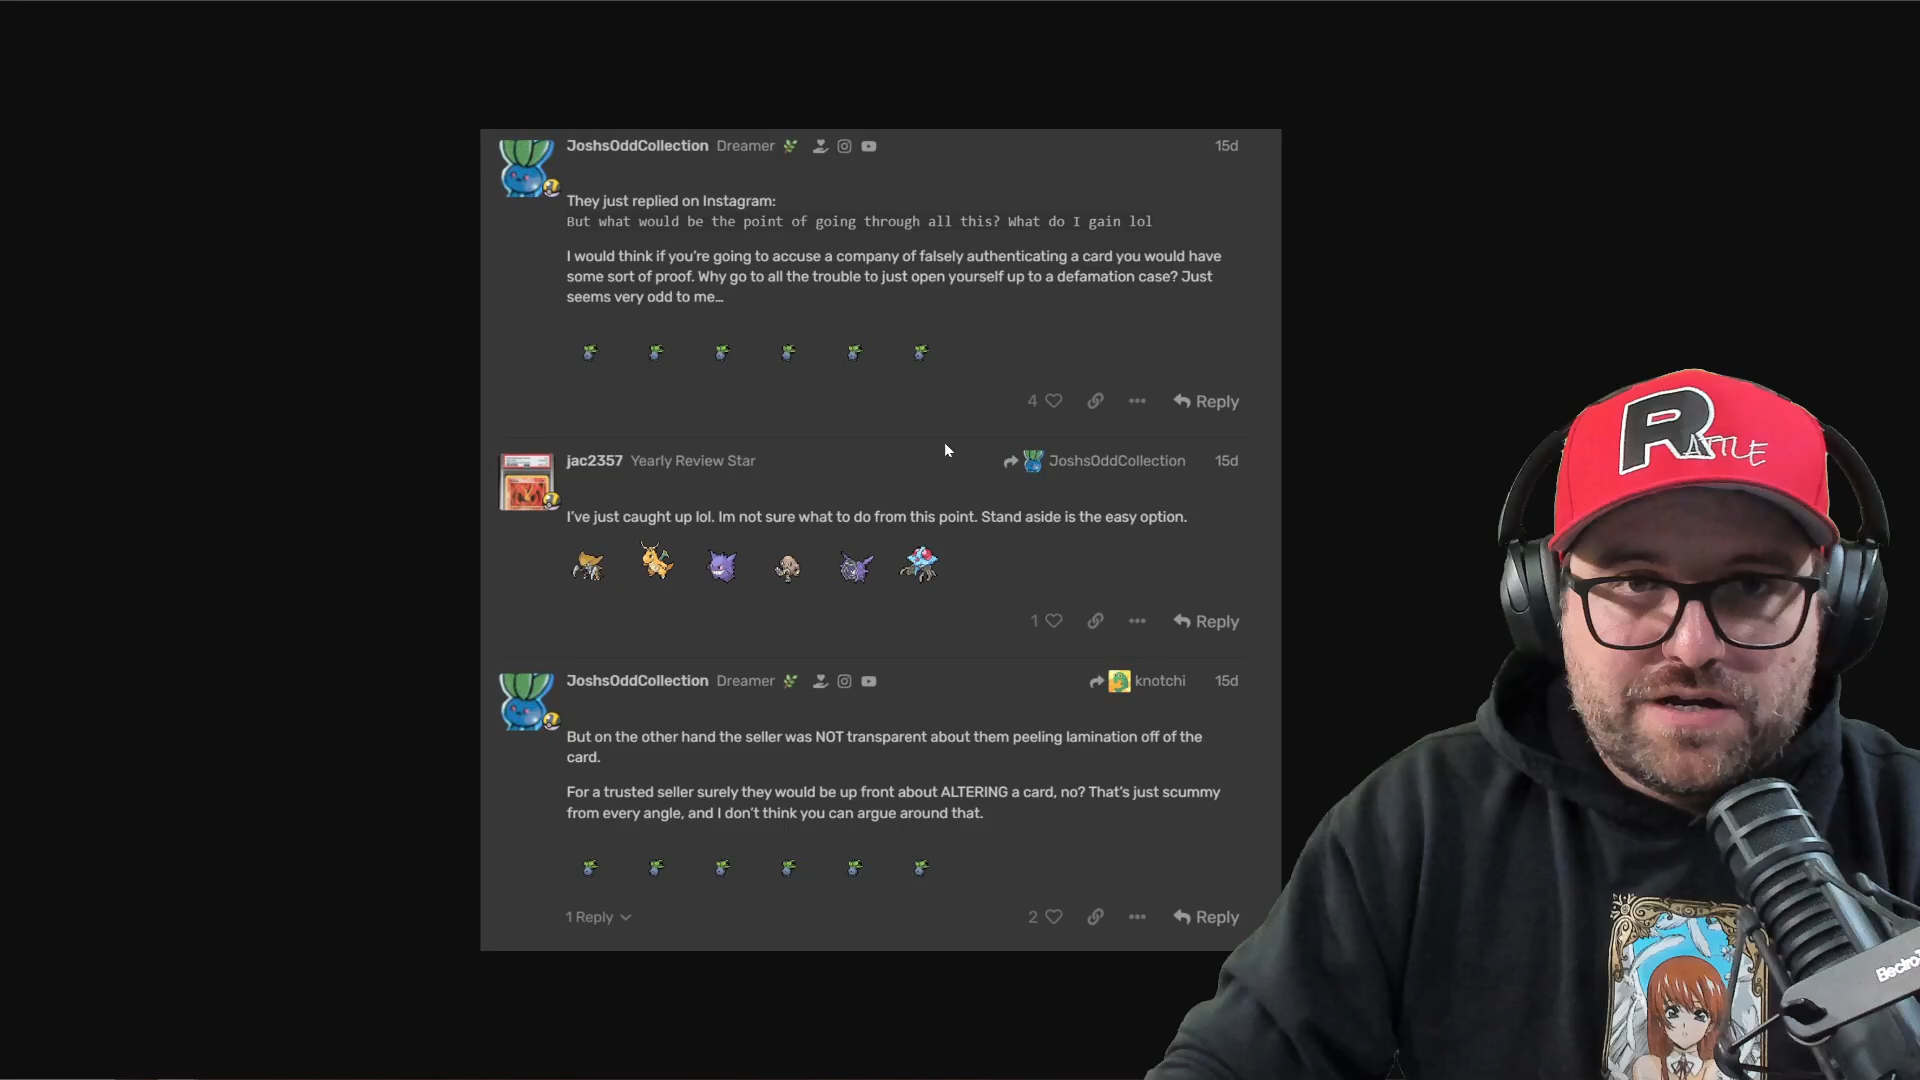 JoshsOddCollection Dreamer 15d
They just replied on Instagram:
But what would be the point of going through all this? What do I gain lol
I would think if you're going to accuse a company of falsely authenticating a card you would have
some sort of proof. Why go to all the trouble to just open yourself up to a defamation case? Just
seems very odd to me…
4 Reply
jac2357 Yearly Review Star JoshsOddCollection 15d
I've just caught up lol. Im not sure what to do from this point. Stand aside is the easy option.
1 Reply
JoshsOddCollection Dreamer knotchi 15d
But on the other hand the seller was NOT transparent about them peeling lamination off of the
card.
For a trusted seller surely they would be up front about ALTERING a card, no? That's just scummy
from every angle, and I don't think you can argue around that.
1 Reply 2 Reply
RATTLE